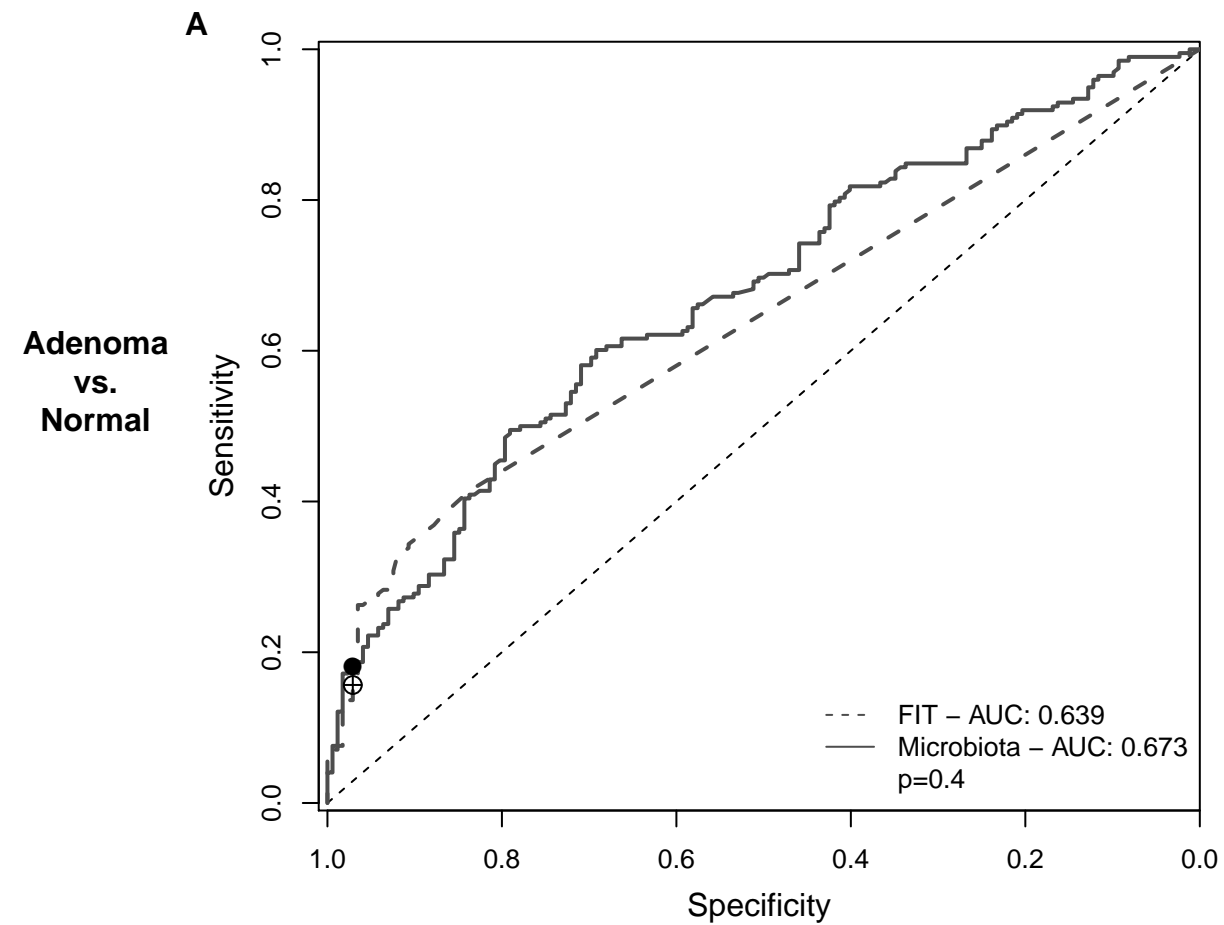 A
Adenoma
vs.
Normal
Sensitivity
1.0
0.8
0.6
0.4
0.2
0.0
FIT − AUC: 0.639
Microbiota − AUC: 0.673
p=0.4
1.0 0.8 0.6 0.4 0.2 0.0
Specificity